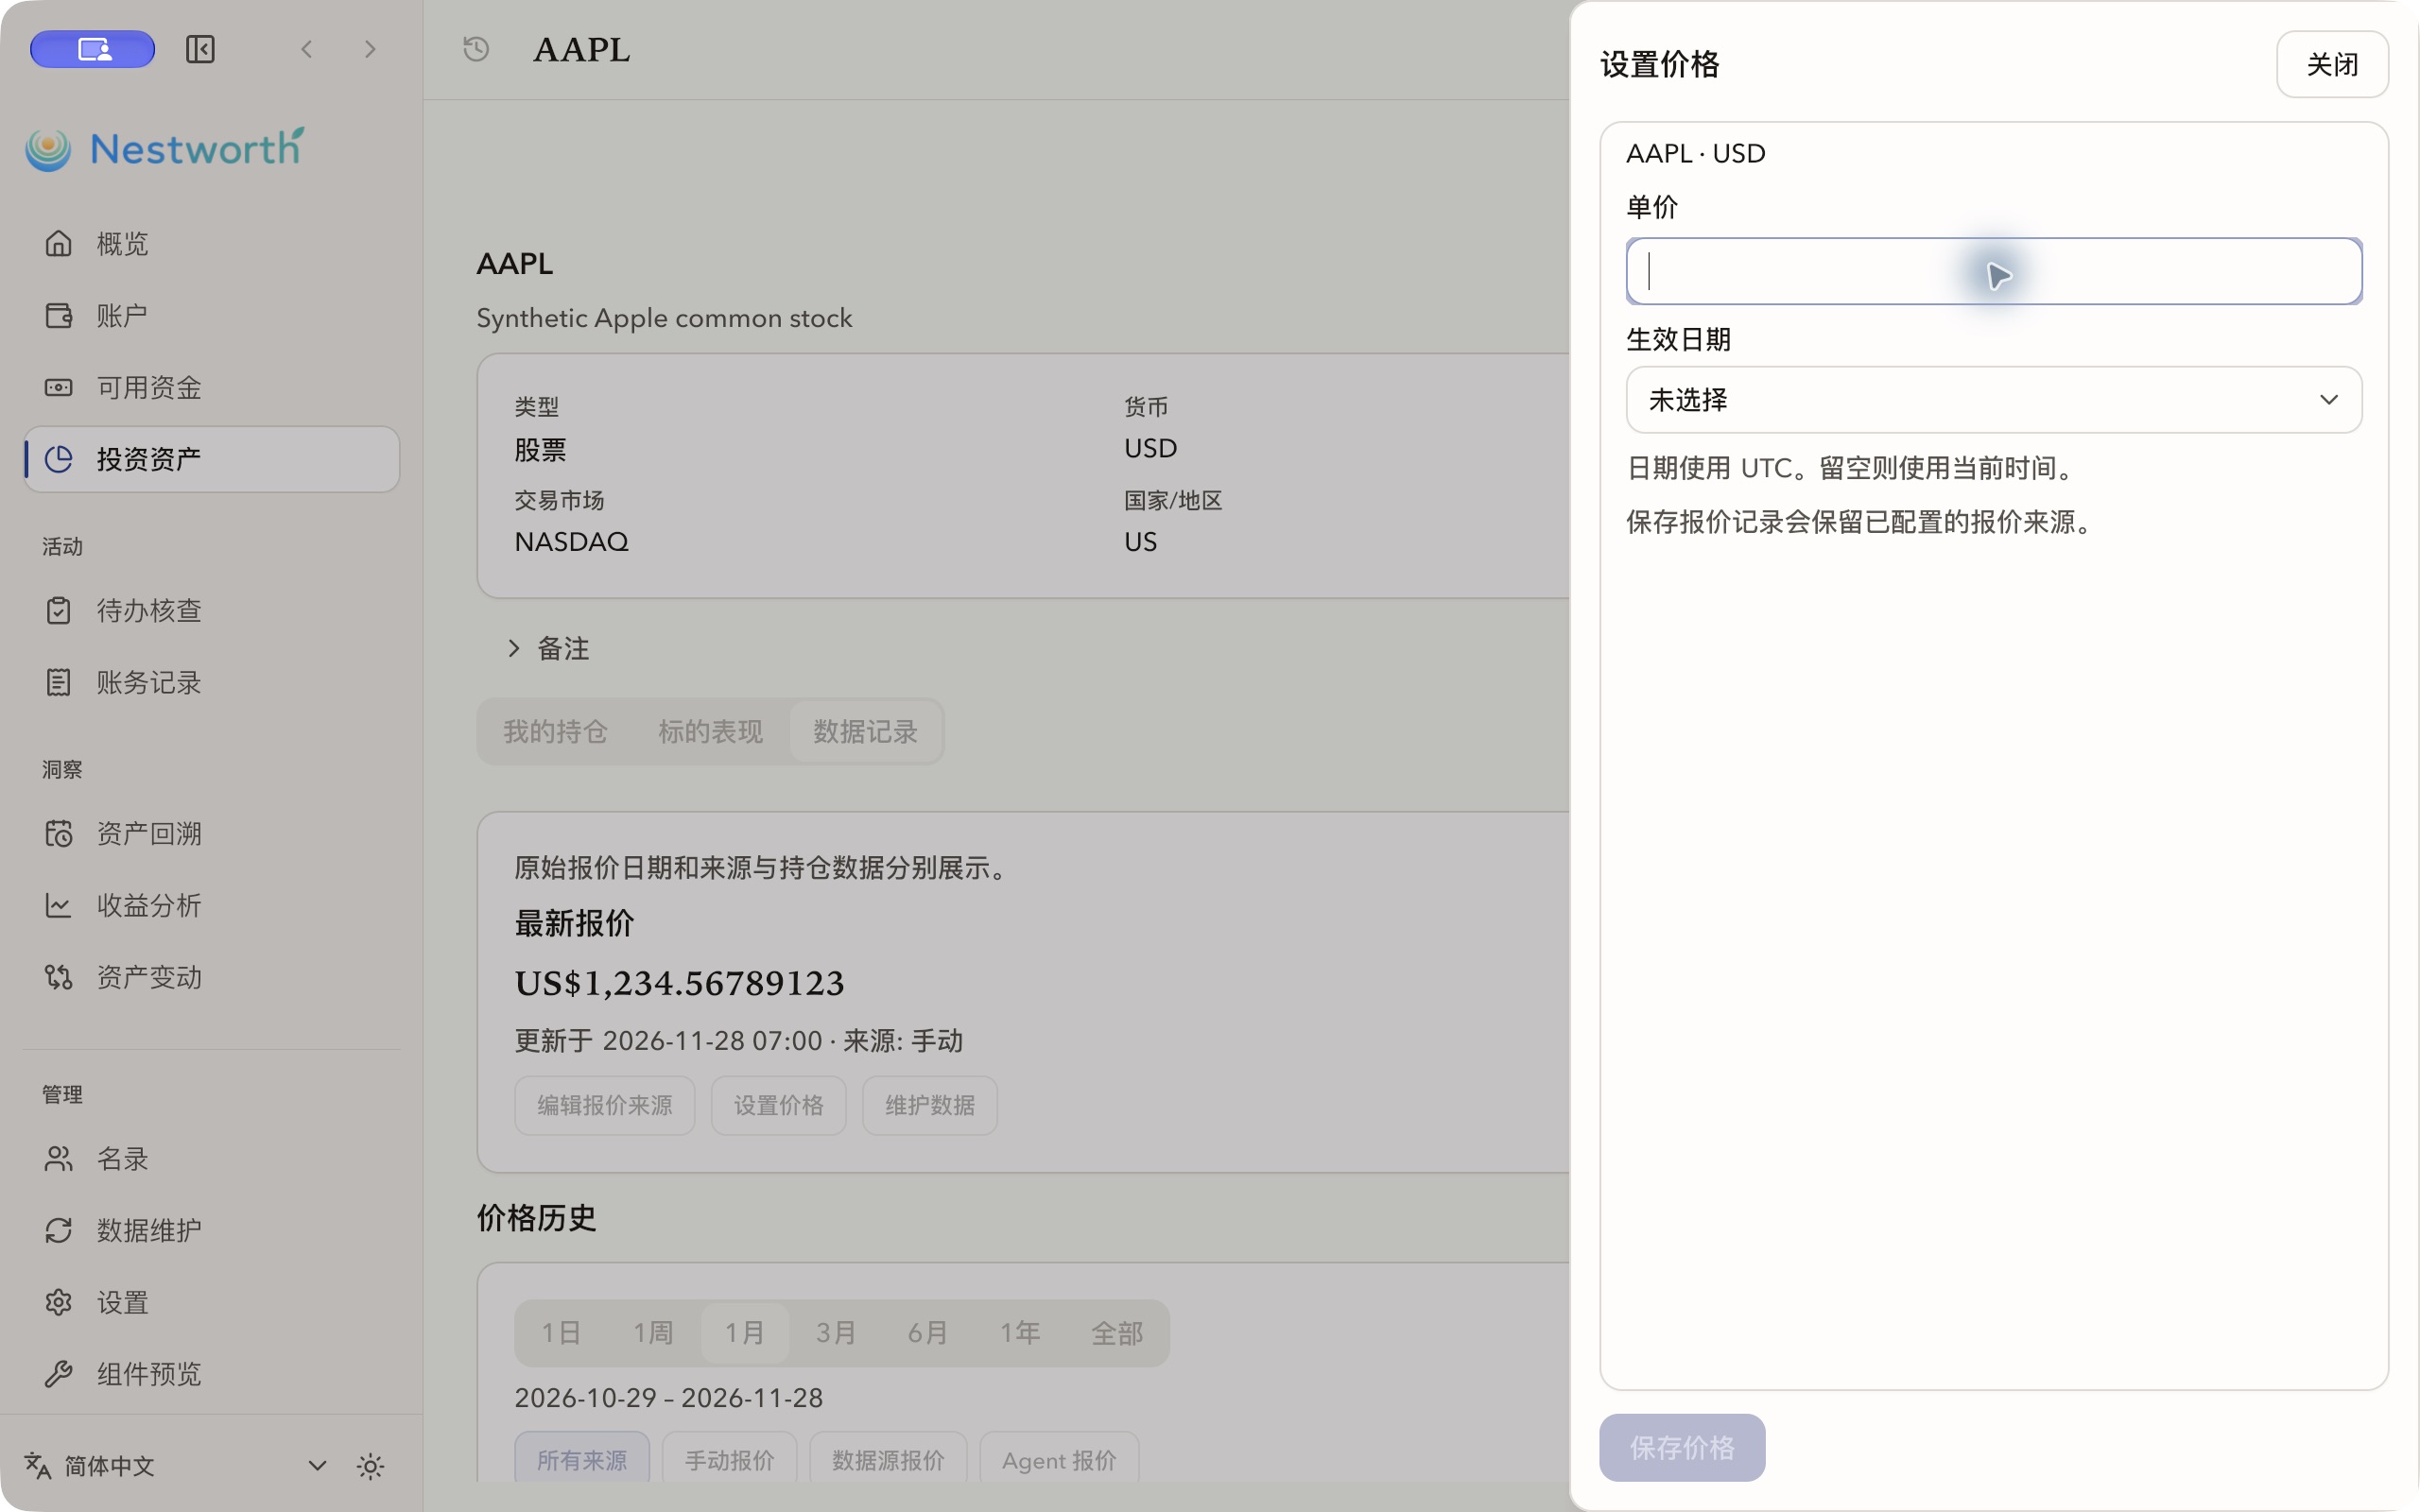 Nestworth
概览
账户
可用资金
投资资产
活动
待办核查
账务记录
洞察
资产回溯
收益分析
资产变动
管理
名录
数据维护
设置
组件预览
简体中文
AAPL
AAPL
Synthetic Apple common stock
类型
货币
股票
USD
交易市场
国家/地区
NASDAQ
US
备注
我的持仓 标的表现 数据记录
原始报价日期和来源与持仓数据分别展示。
最新报价
US$1,234.56789123
更新于 2026-11-28 07:00 · 来源: 手动
编辑报价来源 设置价格 维护数据
价格历史
1日 1周 1月 3月 6月 1年 全部
2026-10-29 – 2026-11-28
所有来源 手动报价 数据源报价 Agent 报价
设置价格
关闭
AAPL · USD
单价
生效日期
未选择
日期使用 UTC。留空则使用当前时间。
保存报价记录会保留已配置的报价来源。
保存价格